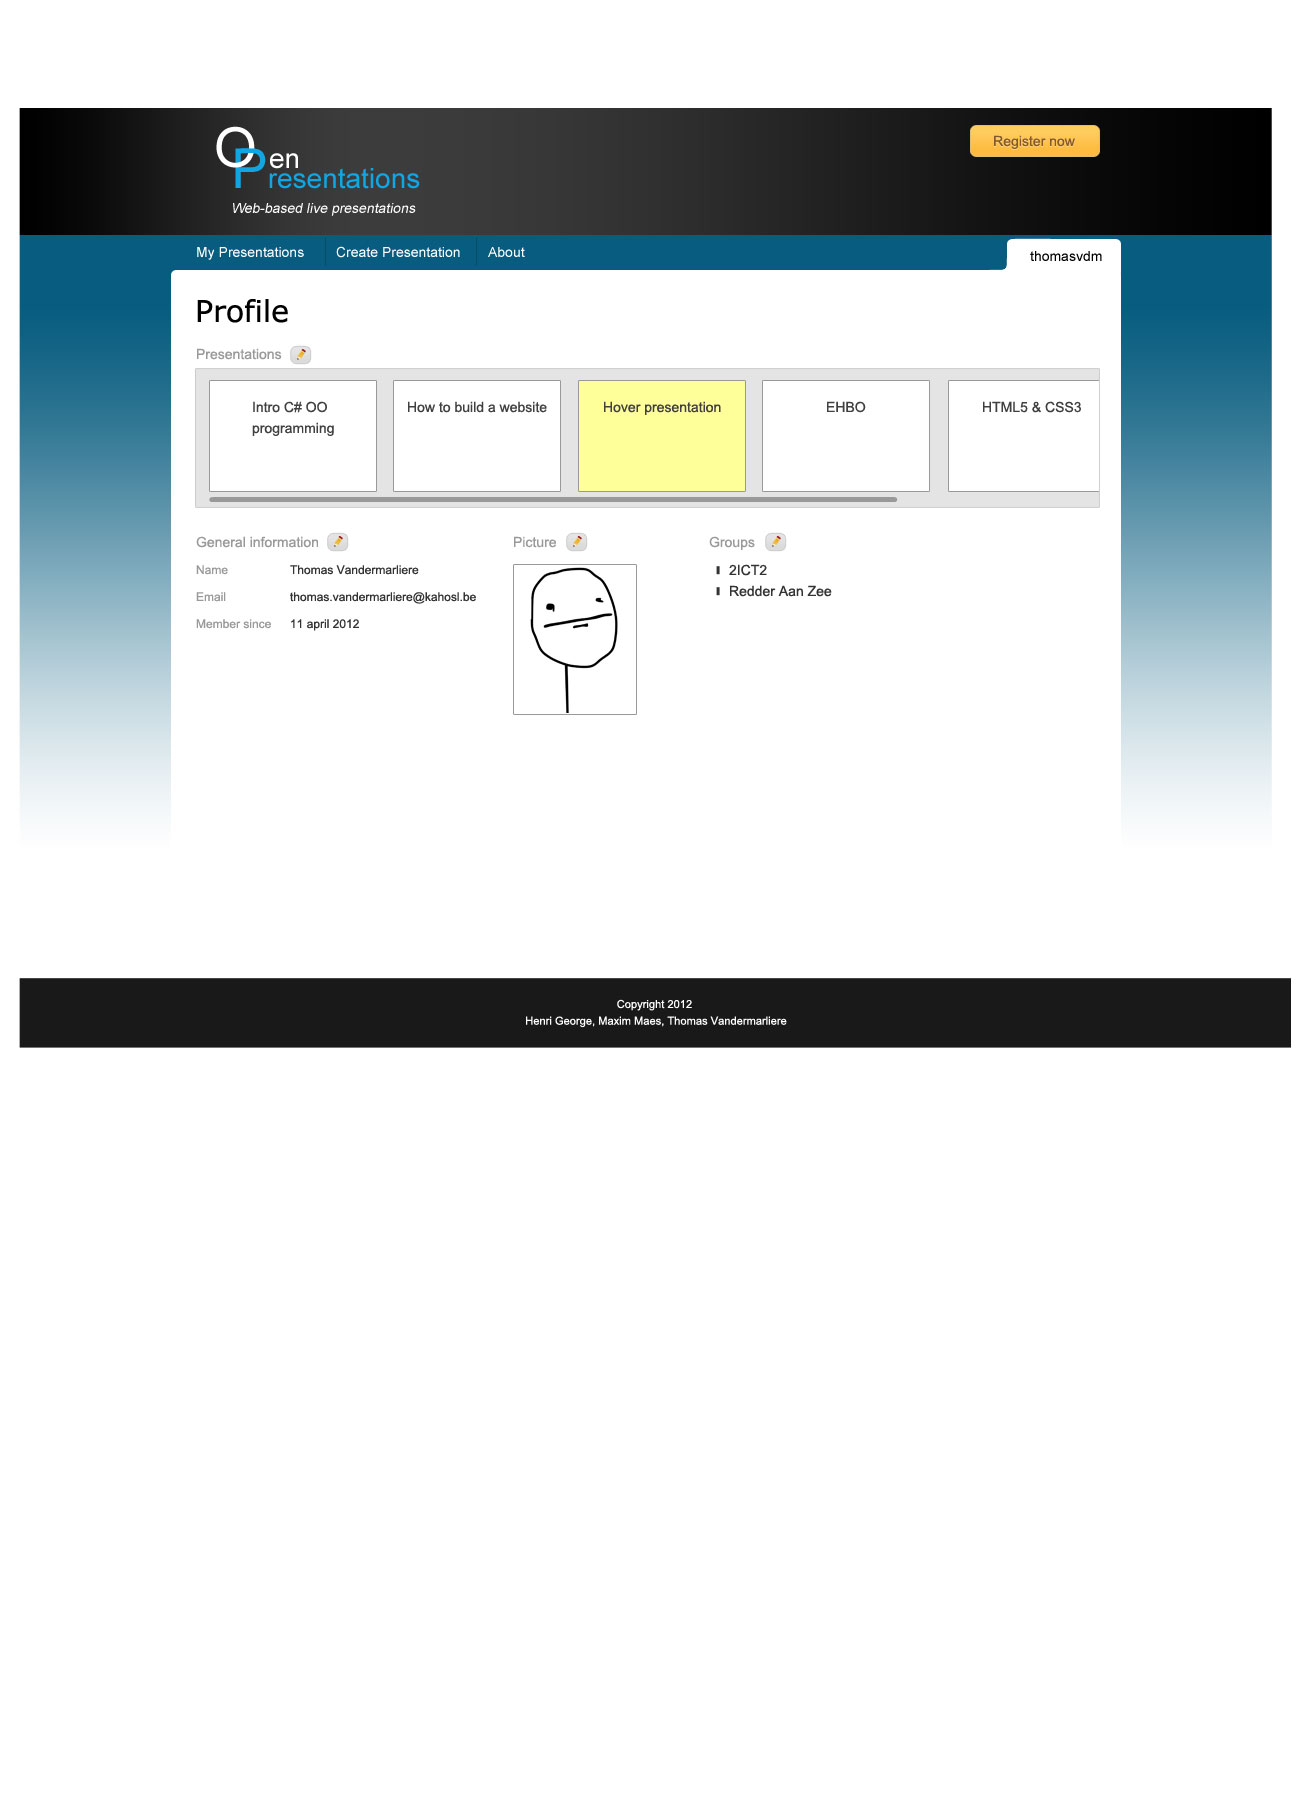 Open
Presentations
Web-based live presentations
Register now
My Presentations
Create Presentation
About
thomasvdm
Profile
Presentations
Intro C# OO
programming
How to build a website
Hover presentation
EHBO
HTML5 & CSS3
General information
Name
Thomas Vandermarliere
Email
thomas.vandermarliere@kahosl.be
Member since
11 april 2012
Picture
Groups
2ICT2
Redder Aan Zee
Copyright 2012
Henri George, Maxim Maes, Thomas Vandermarliere